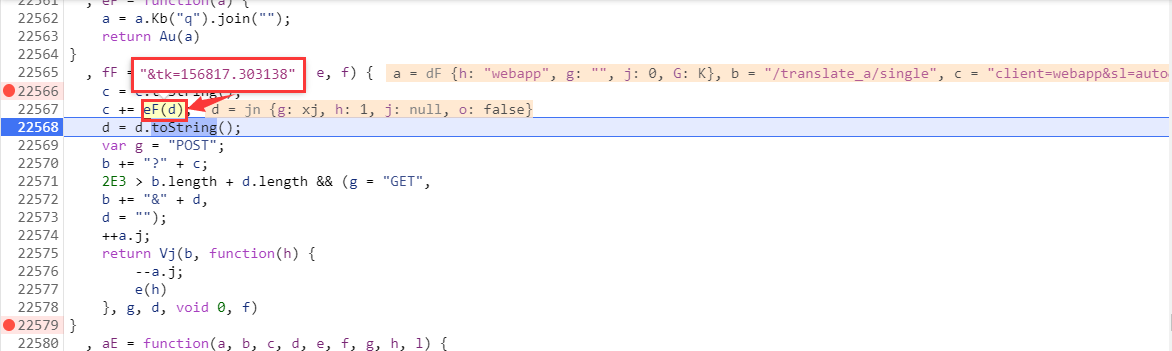 22561 , eF = function(a) {
22562 a = a.Kb("q").join("");
22563 return Au(a)
22564 }
22565 , fF = "&tk=156817.303138" e, f) { a = dF {h: "webapp", g: "", j: 0, G: K}, b = "/translate_a/single", c = "client=webapp&sl=auto
22566 String();
22567 c += eF(d), d = jn {g: xj, h: 1, j: null, o: false}
22568 d = d.toString();
22569 var g = "POST";
22570 b += "?" + c;
22571 2E3 > b.length + d.length && (g = "GET",
22572 b += "&" + d,
22573 d = "");
22574 ++a.j;
22575 return Vj(b, function(h) {
22576 --a.j;
22577 e(h)
22578 }, g, d, void 0, f)
22579 }
22580 , aE = function(a, b, c, d, e, f, g, h, l) {